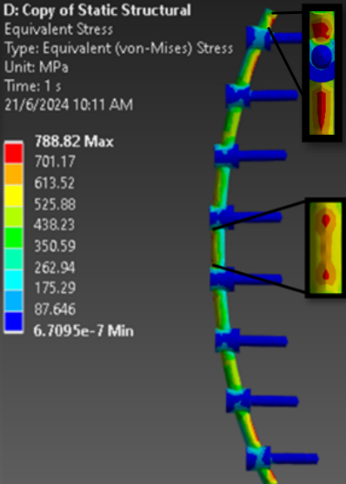 D: Copy of Static Structural
Equivalent Stress
Type: Equivalent (von-Mises) Stress
Unit: MPa
Time: 1 s
21/6/2024 10:11 AM
788.82 Max
701.17
613.52
525.88
438.23
350.59
262.94
175.29
87.646
6.7095e-7 Min